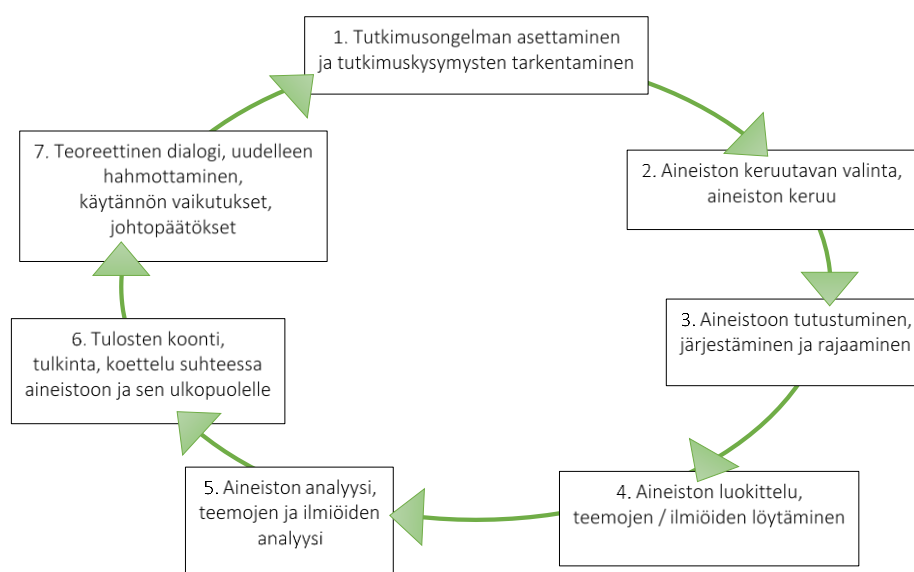 1. Tutkimusongelman asettaminen
ja tutkimuskysymysten tarkentaminen
2. Aineiston keruutavan valinta,
aineiston keruu
3. Aineistoon tutustuminen,
järjestäminen ja rajaaminen
4. Aineiston luokittelu,
teemojen / ilmiöiden löytäminen
5. Aineiston analyysi,
teemojen ja ilmiöiden
analyysi
6. Tulosten koonti,
tulkinta, koettelu suhteessa
aineistoon ja sen ulkopuolelle
7. Teoreettinen dialogi, uudelleen
hahmottaminen,
käytännön vaikutukset,
johtopäätökset